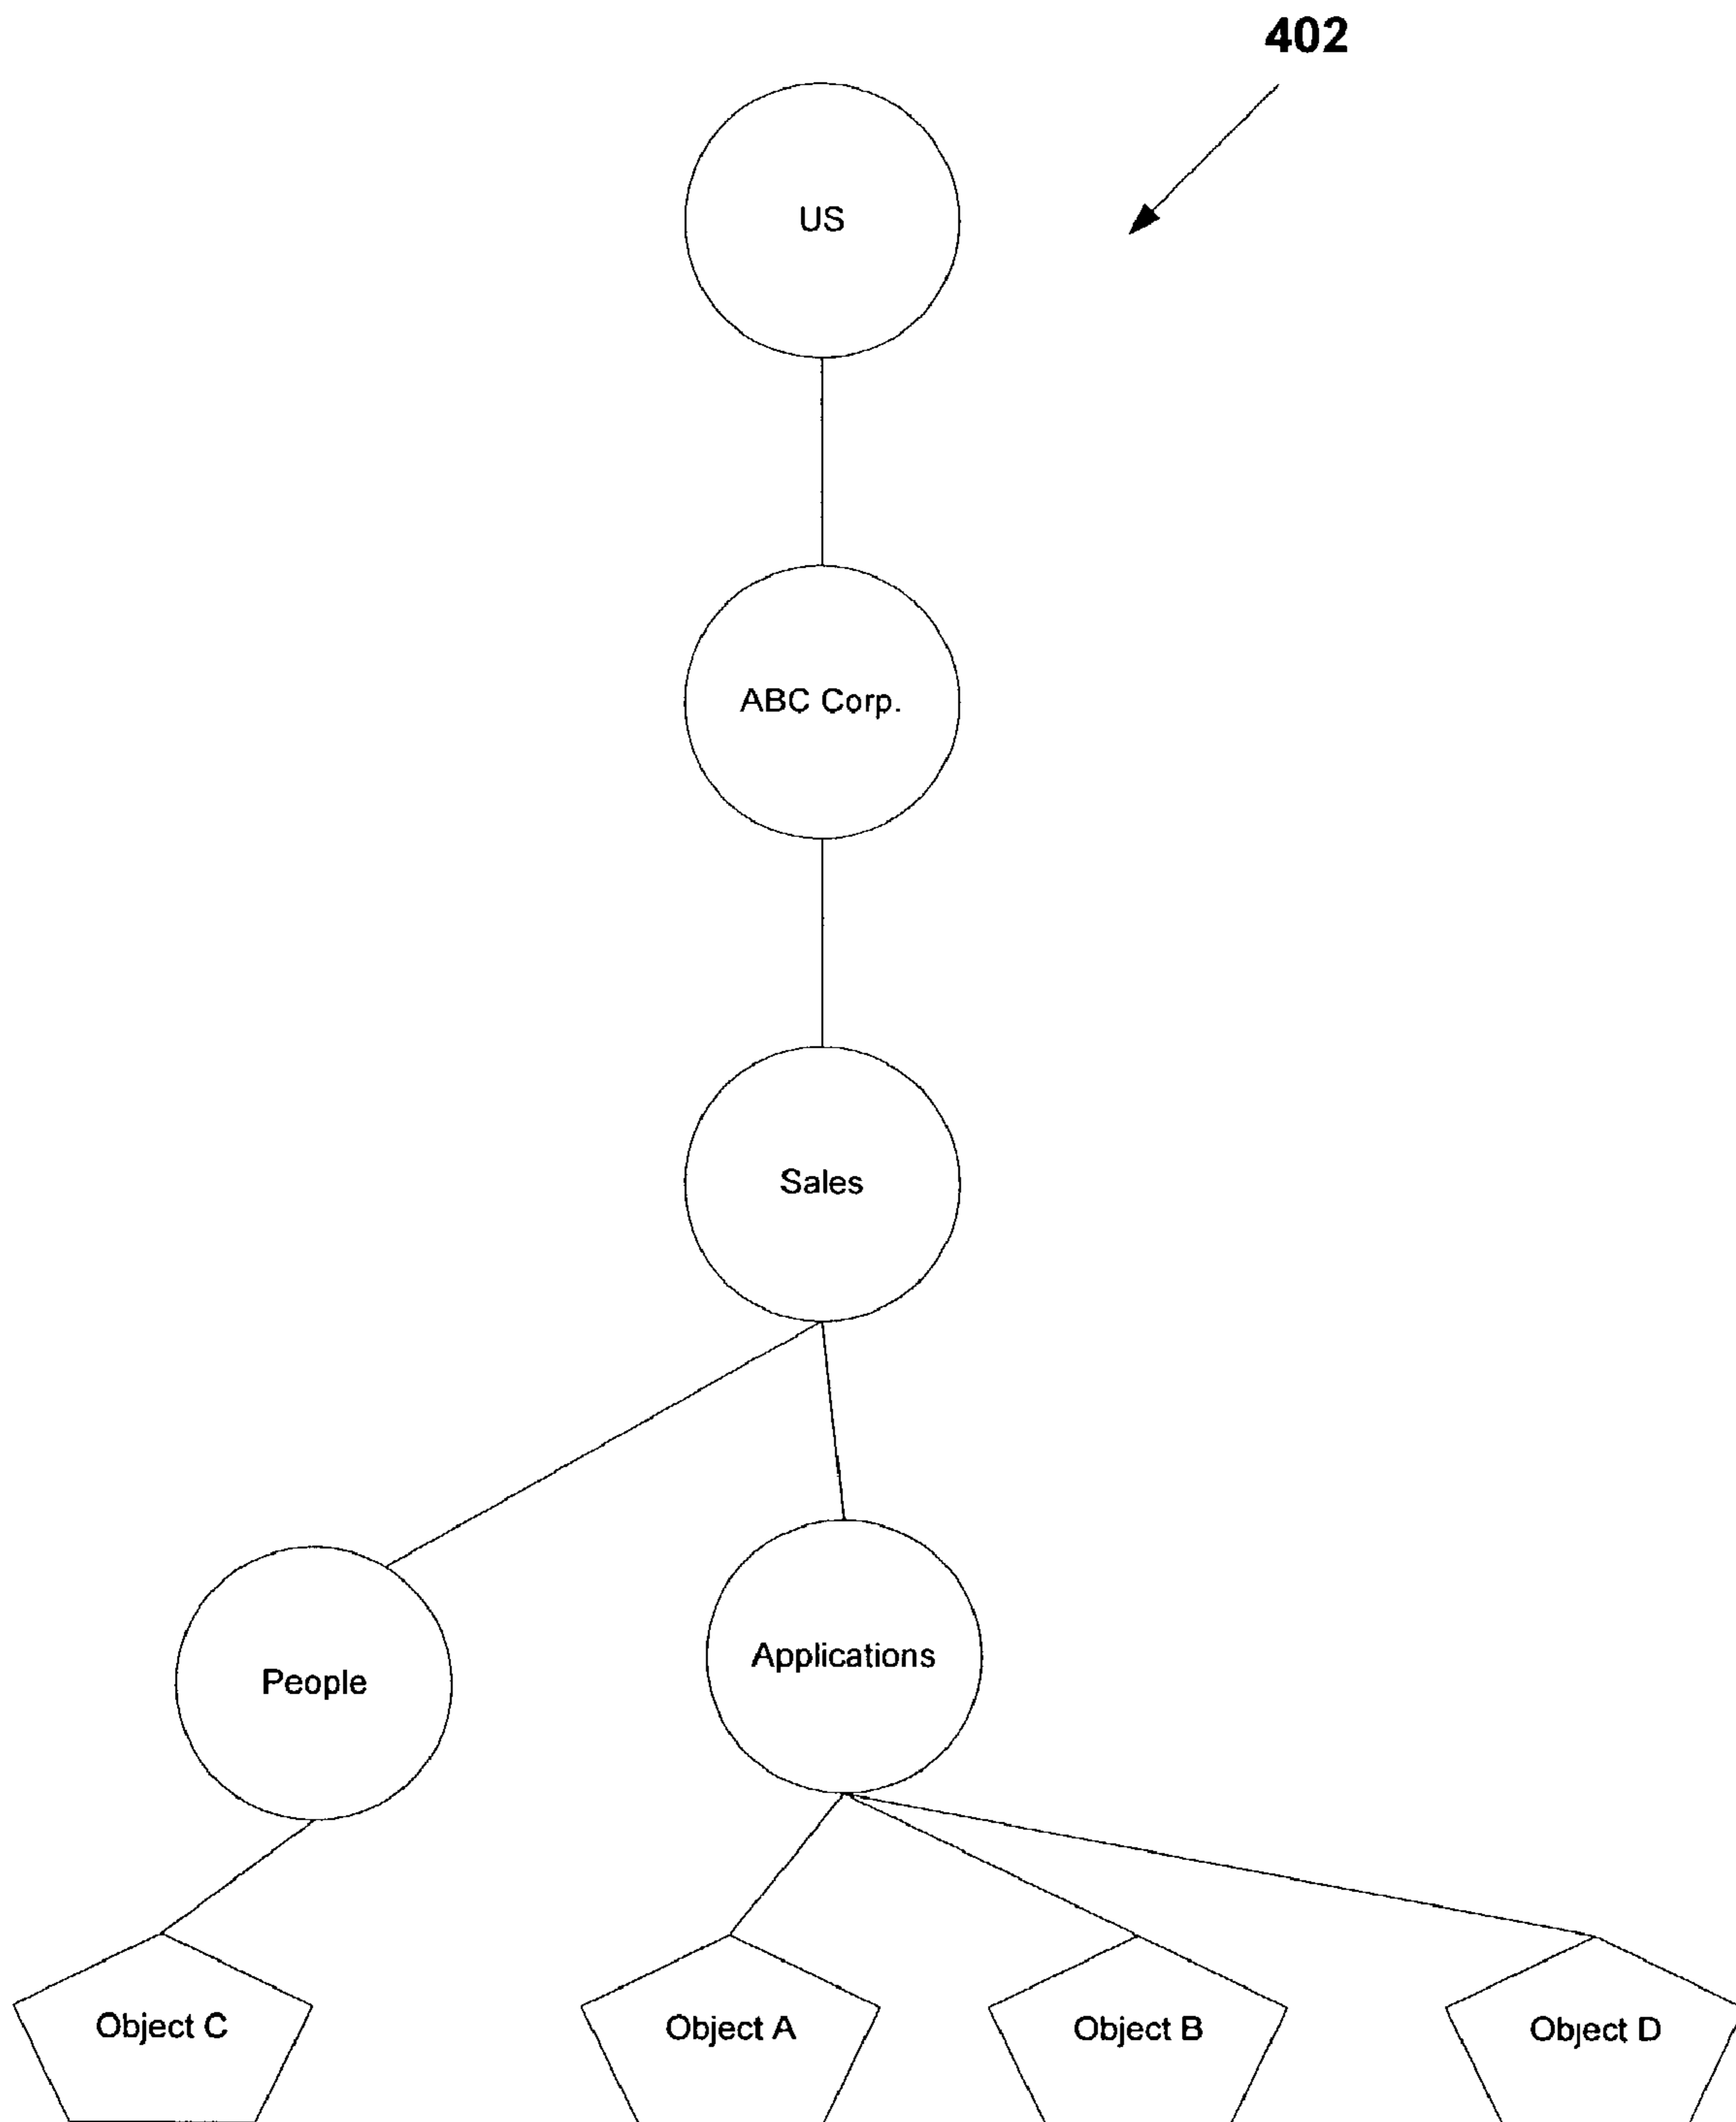 402
US
ABC Corp.
Sales
People
Applications
Object C
Object A
Object B
Object D